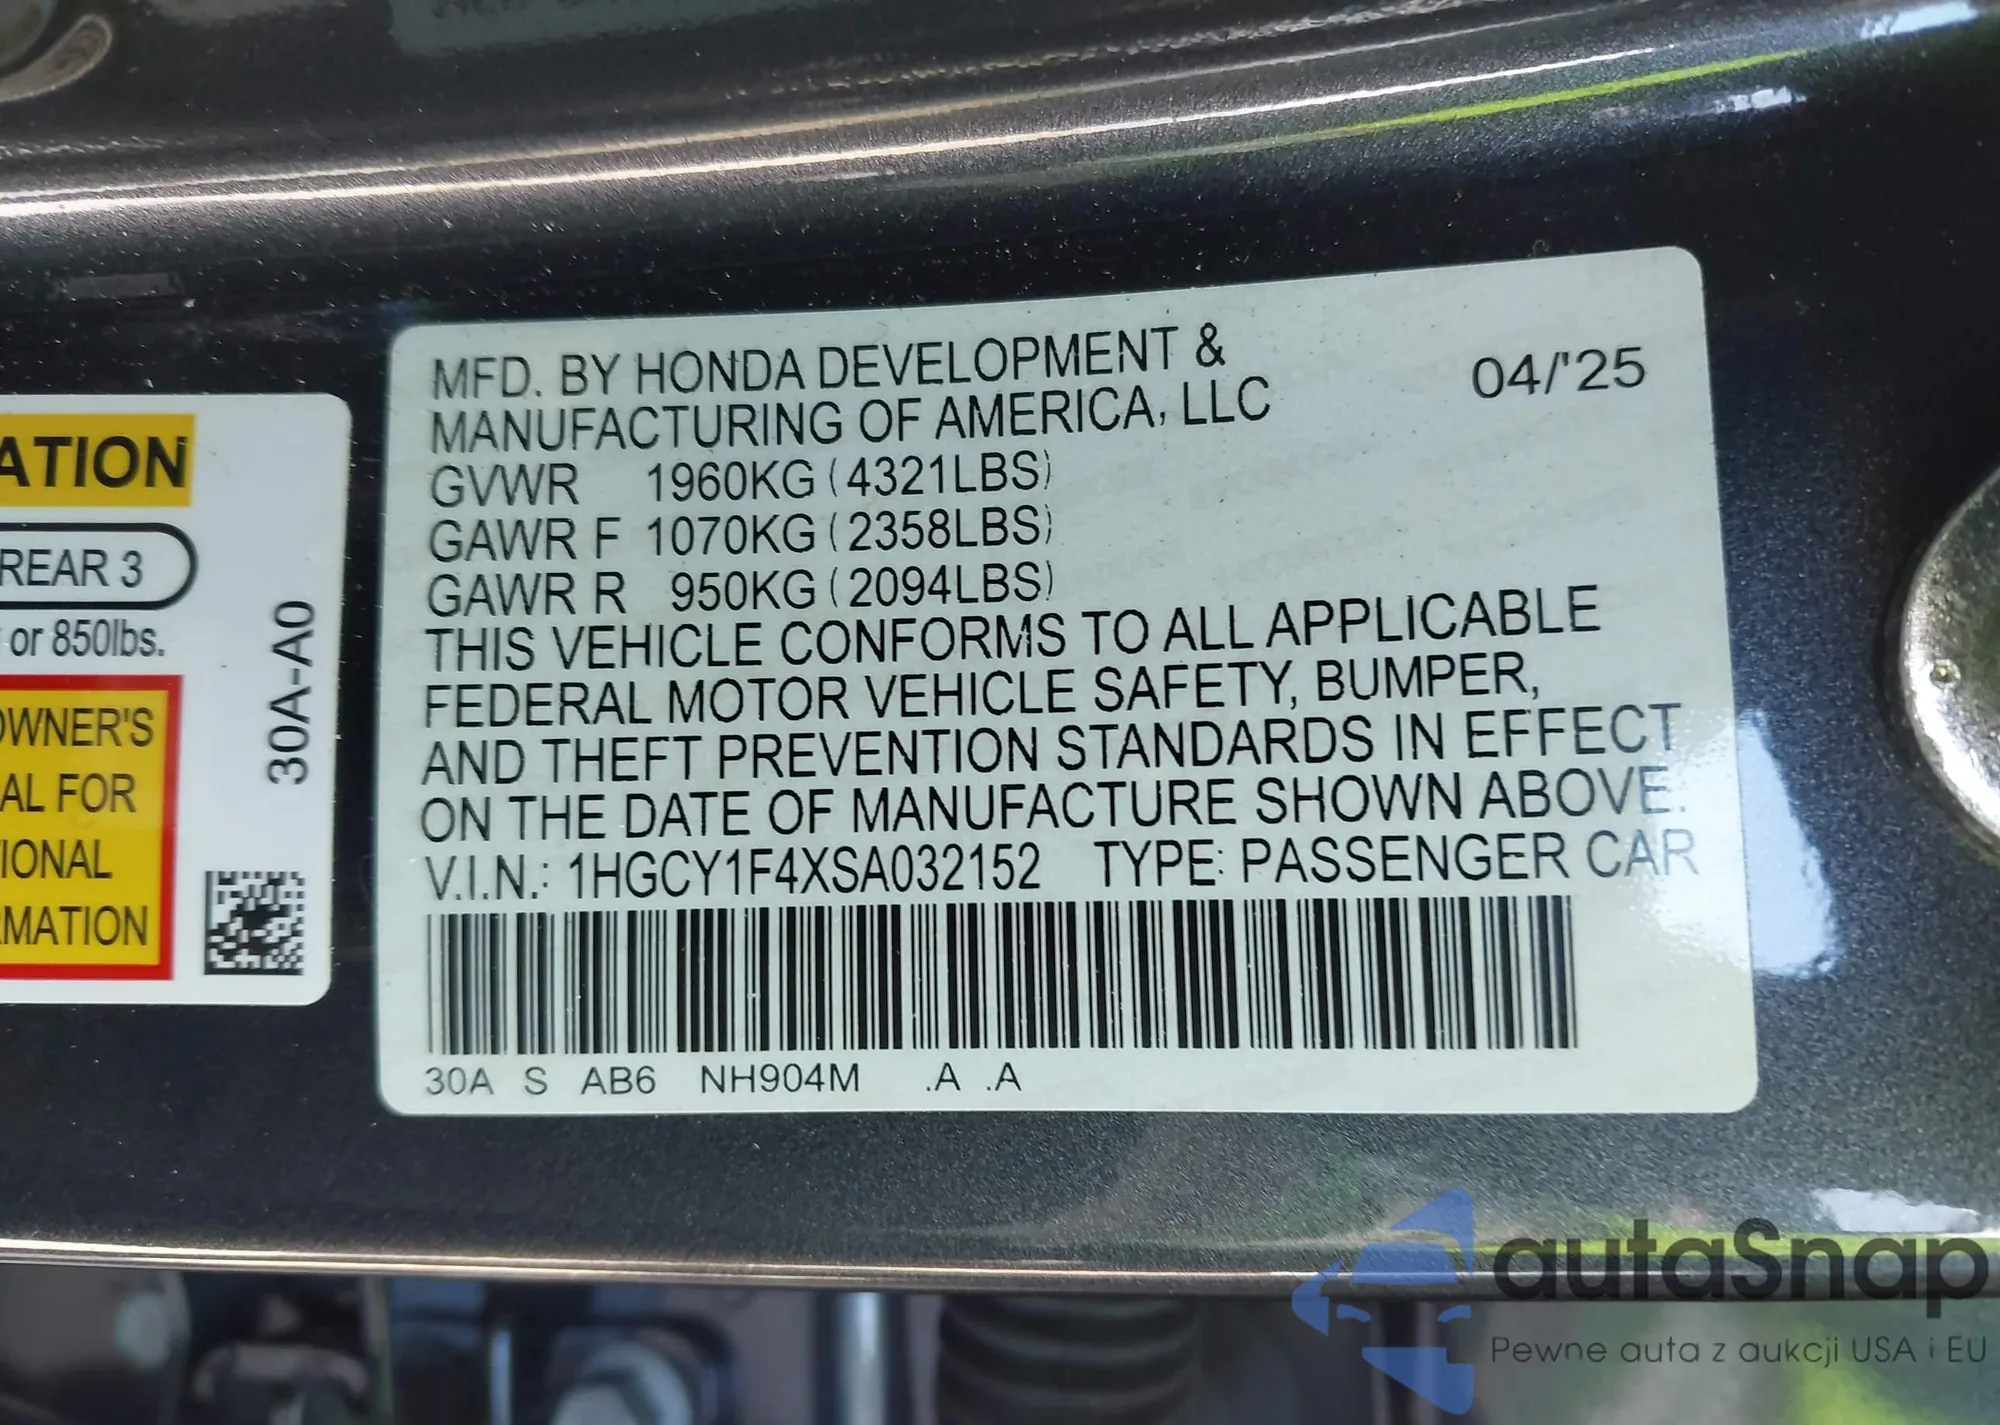 ATION
REAR 3
or 850lbs.
OWNER'S
AL FOR
IONAL
RMATION
30A-A0
MFD. BY HONDA DEVELOPMENT &
MANUFACTURING OF AMERICA, LLC
04/'25
GVWR 1960KG (4321LBS)
GAWR F 1070KG (2358LBS)
GAWR R 950KG (2094LBS)
THIS VEHICLE CONFORMS TO ALL APPLICABLE
FEDERAL MOTOR VEHICLE SAFETY, BUMPER,
AND THEFT PREVENTION STANDARDS IN EFFECT
ON THE DATE OF MANUFACTURE SHOWN ABOVE.
V.I.N.: 1HGCY1F4XSA032152 TYPE: PASSENGER CAR
30A S AB6 NH904M .A .A
autaSnap
Pewne auta z aukcji USA i EU